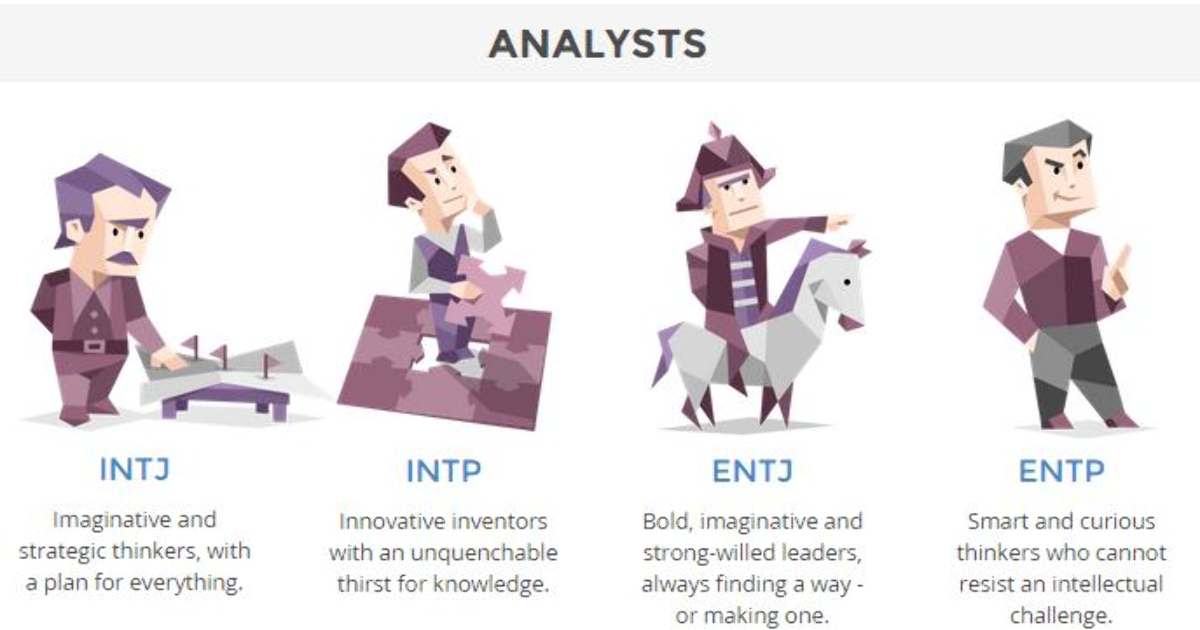 ANALYSTS
INTJ
Imaginative and
strategic thinkers, with
a plan for everything.
INTP
Innovative inventors
with an unquenchable
thirst for knowledge.
ENTJ
Bold, imaginative and
strong-willed leaders,
always finding a way -
or making one.
ENTP
Smart and curious
thinkers who cannot
resist an intellectual
challenge.